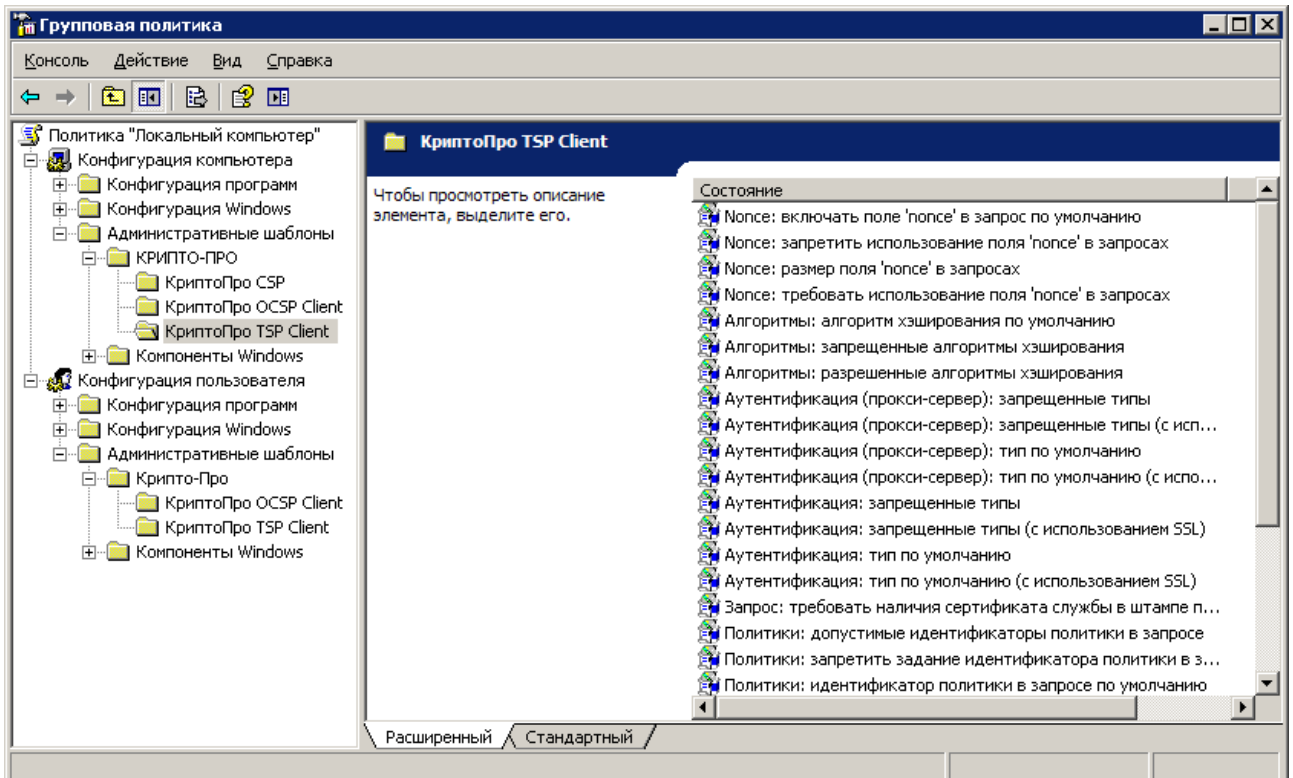 Групповая политика
Консоль Действие Вид Справка
Политика "Локальный компьютер"
Конфигурация компьютера
Конфигурация программ
Конфигурация Windows
Административные шаблоны
КРИПТО-ПРО
КриптоПро CSP
КриптоПро OCSP Client
КриптоПро TSP Client
Компоненты Windows
Конфигурация пользователя
Конфигурация программ
Конфигурация Windows
Административные шаблоны
Крипто-Про
КриптоПро OCSP Client
КриптоПро TSP Client
Компоненты Windows
КриптоПро TSP Client
Чтобы просмотреть описание
элемента, выделите его.
Состояние
Nonce: включать поле 'nonce' в запрос по умолчанию
Nonce: запретить использование поля 'nonce' в запросах
Nonce: размер поля 'nonce' в запросах
Nonce: требовать использование поля 'nonce' в запросах
Алгоритмы: алгоритм хэширования по умолчанию
Алгоритмы: запрещенные алгоритмы хэширования
Алгоритмы: разрешенные алгоритмы хэширования
Аутентификация (прокси-сервер): запрещенные типы
Аутентификация (прокси-сервер): запрещенные типы (с исп...
Аутентификация (прокси-сервер): тип по умолчанию
Аутентификация (прокси-сервер): тип по умолчанию (с испо...
Аутентификация: запрещенные типы
Аутентификация: запрещенные типы (с использованием SSL)
Аутентификация: тип по умолчанию
Аутентификация: тип по умолчанию (с использованием SSL)
Запрос: требовать наличия сертификата службы в штампе п...
Политики: допустимые идентификаторы политики в запросе
Политики: запретить задание идентификатора политики в з...
Политики: идентификатор политики в запросе по умолчанию
Расширенный Стандартный